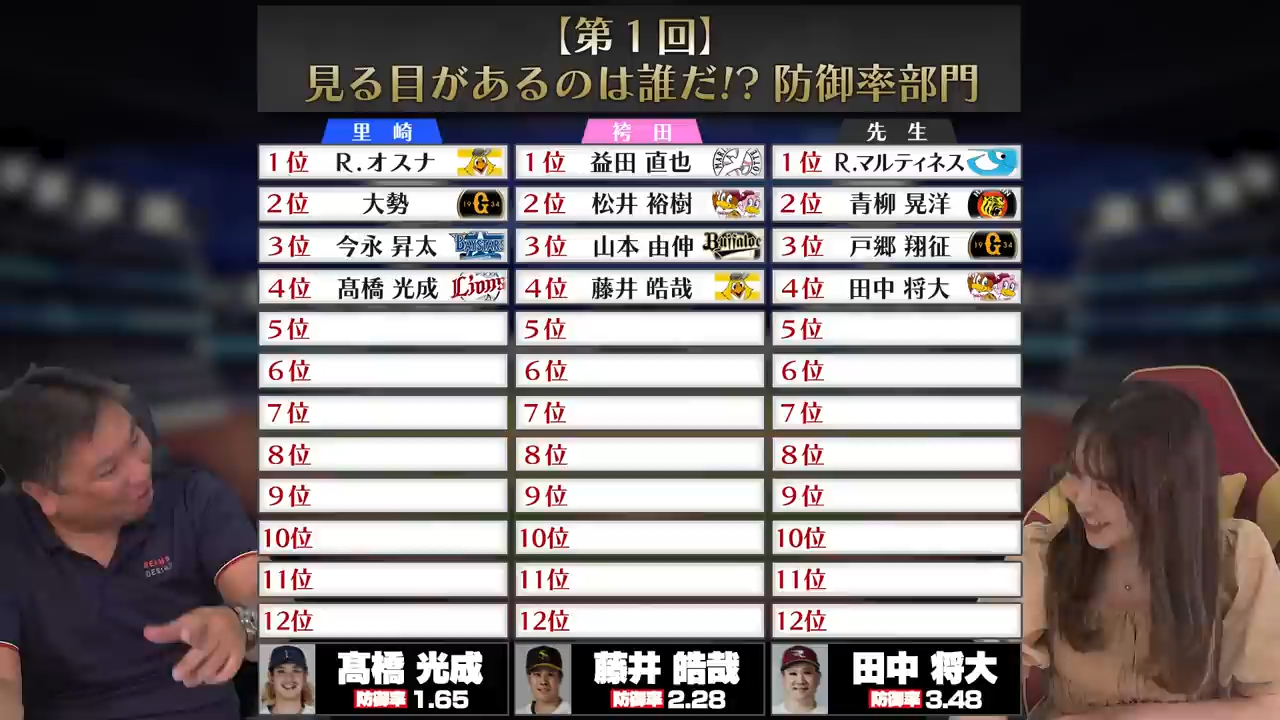 【第1回】
見る目があるのは誰だ!? 防御率部門
里崎 袴田 先生
1位 R.オスナ 1位 益田 直也 1位 R.マルティネス
2位 大勢 2位 松井 裕樹 2位 青柳 晃洋
3位 今永 昇太 3位 山本 由伸 3位 戸郷 翔征
4位 髙橋 光成 4位 藤井 皓哉 4位 田中 将大
5位 5位 5位
6位 6位 6位
7位 7位 7位
8位 8位 8位
9位 9位 9位
10位 10位 10位
11位 11位 11位
12位 12位 12位
髙橋 光成 藤井 皓哉 田中 将大
防御率 1.65 防御率 2.28 防御率 3.48